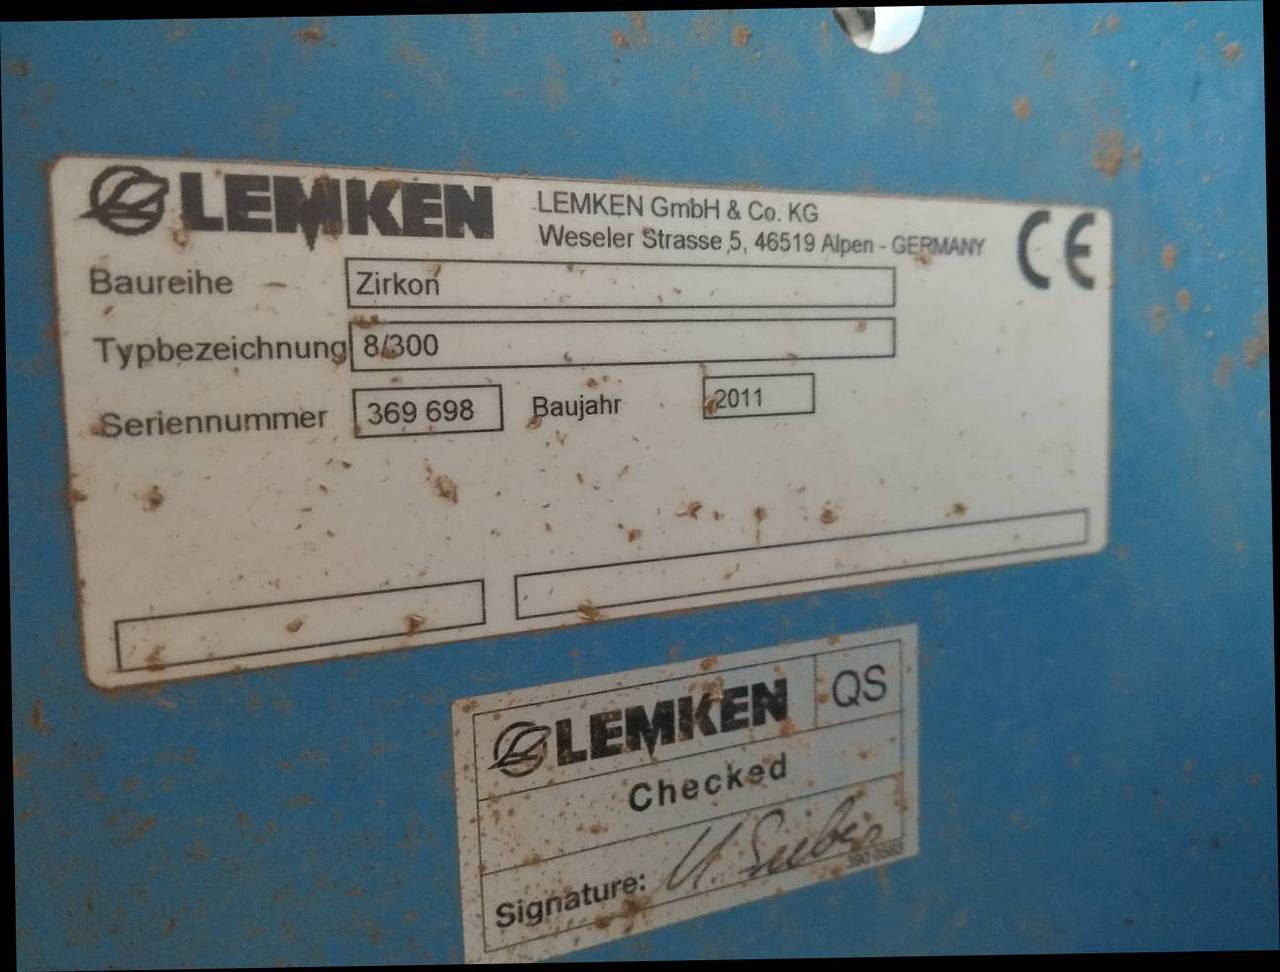 LEMKEN
LEMKEN GmbH & Co. KG
Weseler Strasse 5, 46519 Alpen - GERMANY
CE
Baureihe Zirkon
Typbezeichnung 8/300
Seriennummer 369 698 Baujahr 2011
LEMKEN QS
Checked
Signature: